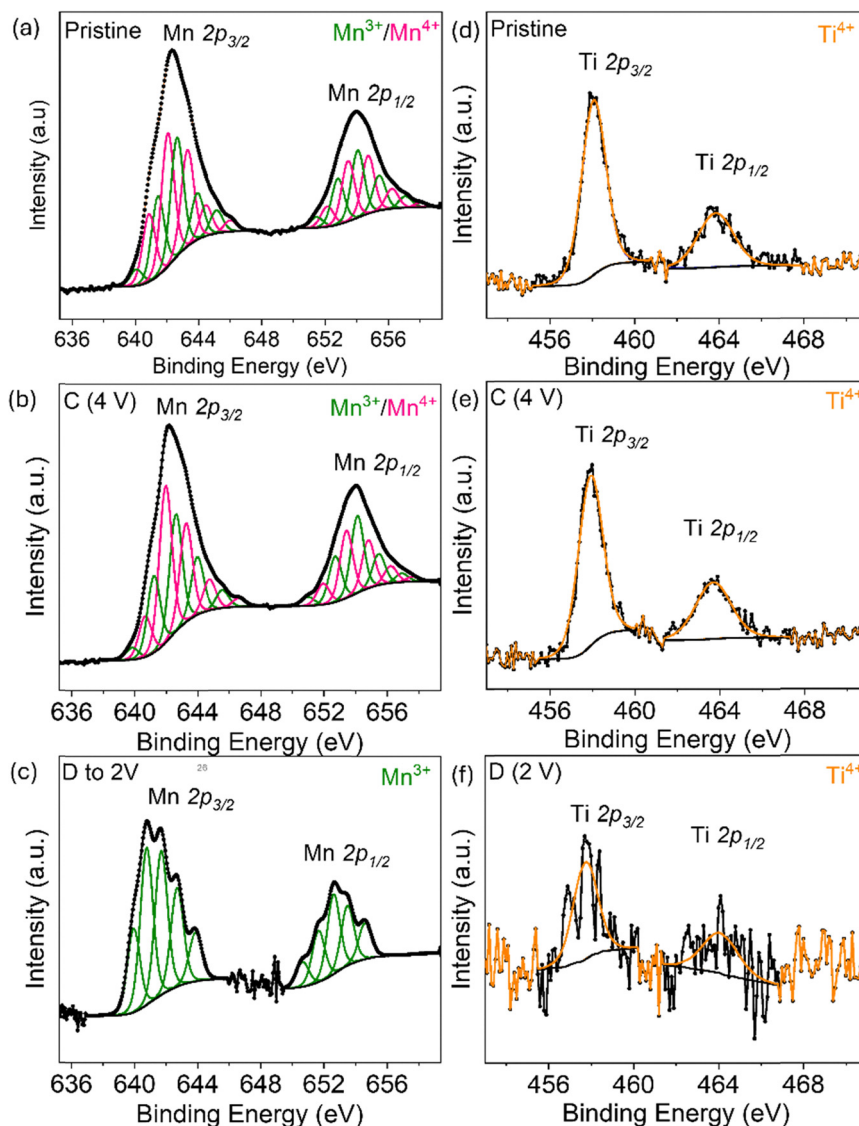 (a) Pristine Mn 2p3/2 Mn3+/Mn4+
Mn 2p1/2
Intensity (a.u)
636 640 644 648 652 656
Binding Energy (eV)
(d) Pristine Ti4+
Ti 2p3/2
Ti 2p1/2
Intensity (a.u.)
456 460 464 468
Binding Energy (eV)
(b) C (4 V) Mn 2p3/2 Mn3+/Mn4+
Mn 2p1/2
Intensity (a.u.)
636 640 644 648 652 656
Binding Energy (eV)
(e) C (4 V) Ti4+
Ti 2p3/2
Ti 2p1/2
Intensity (a.u.)
456 460 464 468
Binding Energy (eV)
(c) D to 2V 26 Mn3+
Mn 2p3/2
Mn 2p1/2
Intensity (a.u.)
636 640 644 648 652 656
Binding Energy (eV)
(f) D (2 V) Ti4+
Ti 2p3/2
Ti 2p1/2
Intensity (a.u.)
456 460 464 468
Binding Energy (eV)